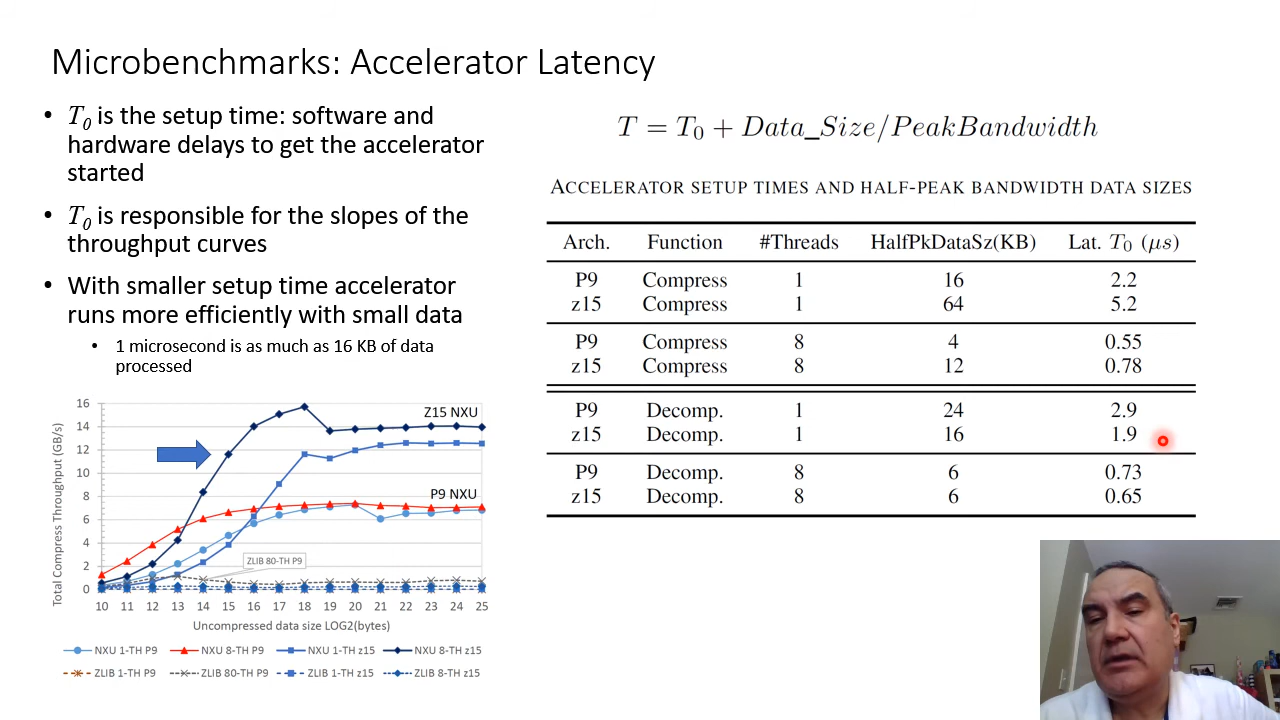 Microbenchmarks: Accelerator Latency
• T0 is the setup time: software and
hardware delays to get the accelerator
started
• T0 is responsible for the slopes of the
throughput curves
• With smaller setup time accelerator
runs more efficiently with small data
• 1 microsecond is as much as 16 KB of data
processed
T = T0 + Data_Size/PeakBandwidth
ACCELERATOR SETUP TIMES AND HALF-PEAK BANDWIDTH DATA SIZES
Arch. Function #Threads HalfPkDataSz(KB) Lat. T0 (μs)
P9 Compress 1 16 2.2
z15 Compress 1 64 5.2
P9 Compress 8 4 0.55
z15 Compress 8 12 0.78
P9 Decomp. 1 24 2.9
z15 Decomp. 1 16 1.9
P9 Decomp. 8 6 0.73
z15 Decomp. 8 6 0.65
Total Compress Throughput (GB/s)
16
14
12
10
8
6
4
2
0
Z15 NXU
P9 NXU
ZLIB 80-TH P9
10 11 12 13 14 15 16 17 18 19 20 21 22 23 24 25
Uncompressed data size LOG2(bytes)
NXU 1-TH P9 NXU 8-TH P9 NXU 1-TH z15 NXU 8-TH z15
ZLIB 1-TH P9 ZLIB 80-TH P9 ZLIB 1-TH z15 ZLIB 8-TH z15